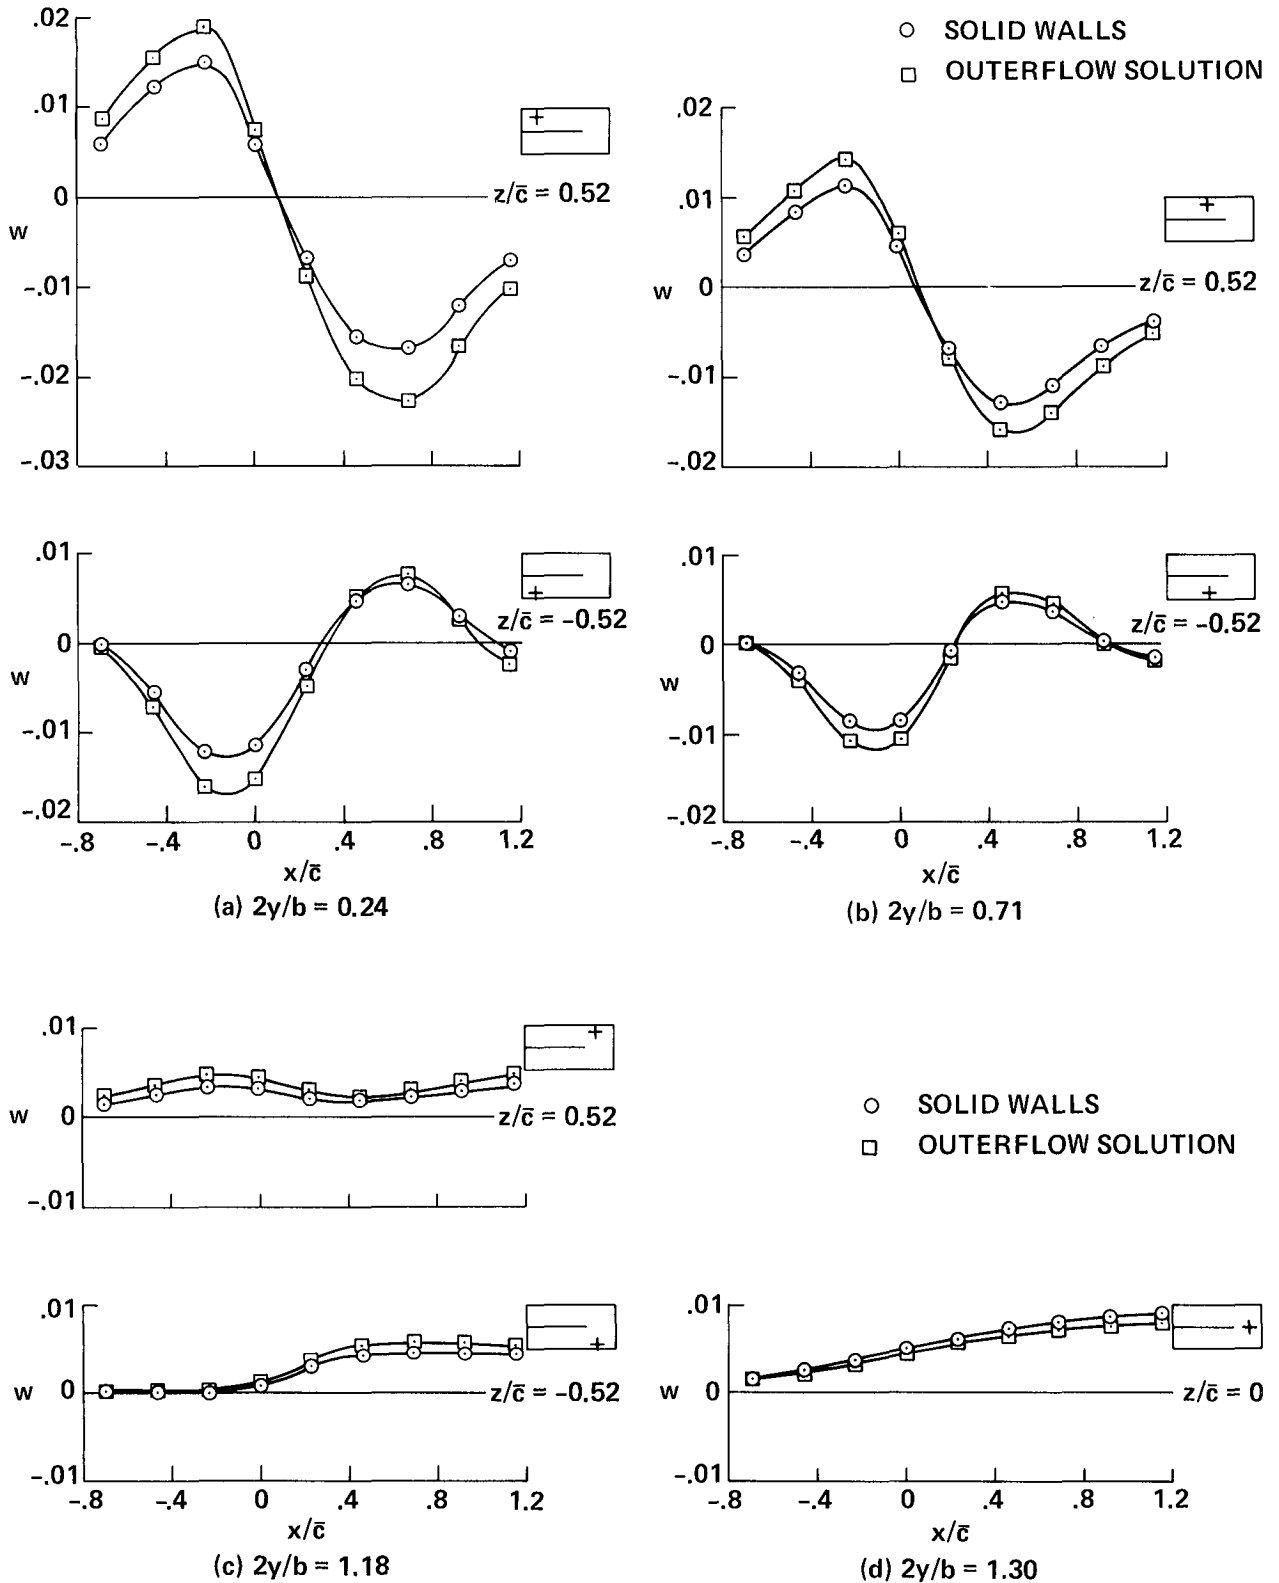 SOLID WALLS
OUTERFLOW SOLUTION
.02
.01
0
-.01
-.02
-.03
w
z/c̄ = 0.52
.02
.01
0
-.01
-.02
w
z/c̄ = 0.52
.01
0
-.01
-.02
w
z/c̄ = -0.52
-.8 -.4 0 .4 .8 1.2
x/c̄
(a) 2y/b = 0.24
.01
0
-.01
-.02
w
z/c̄ = -0.52
-.8 -.4 0 .4 .8 1.2
x/c̄
(b) 2y/b = 0.71
.01
0
-.01
w
z/c̄ = 0.52
SOLID WALLS
OUTERFLOW SOLUTION
.01
0
-.01
w
z/c̄ = -0.52
-.8 -.4 0 .4 .8 1.2
x/c̄
(c) 2y/b = 1.18
.01
0
-.01
w
z/c̄ = 0
-.8 -.4 0 .4 .8 1.2
x/c̄
(d) 2y/b = 1.30